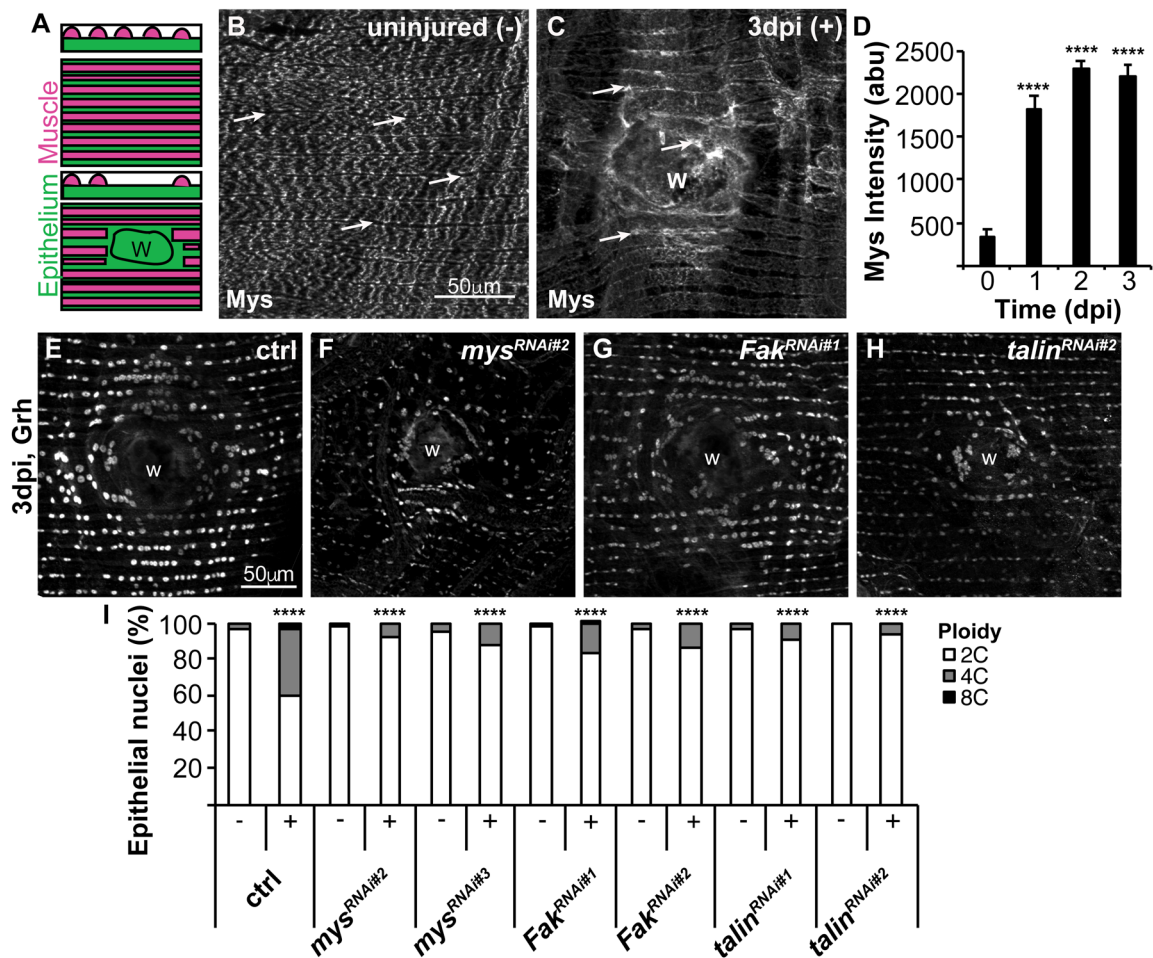 A
Muscle
Epithelium
W
B
uninjured (-)
Mys
50μm
C
3dpi (+)
W
Mys
D
Mys Intensity (abu)
2500
2000
1500
1000
500
****
****
****
0 1 2 3
Time (dpi)
3dpi, Grh
E
ctrl
w
50μm
F
mysRNAi#2
w
G
FakRNAi#1
w
H
talinRNAi#2
w
I
Epithelial nuclei (%)
100
80
60
40
20
**** **** **** **** **** **** ****
- + - + - + - + - + - + - +
ctrl
mysRNAi#2
mysRNAi#3
FakRNAi#1
FakRNAi#2
talinRNAi#1
talinRNAi#2
Ploidy
2C
4C
8C